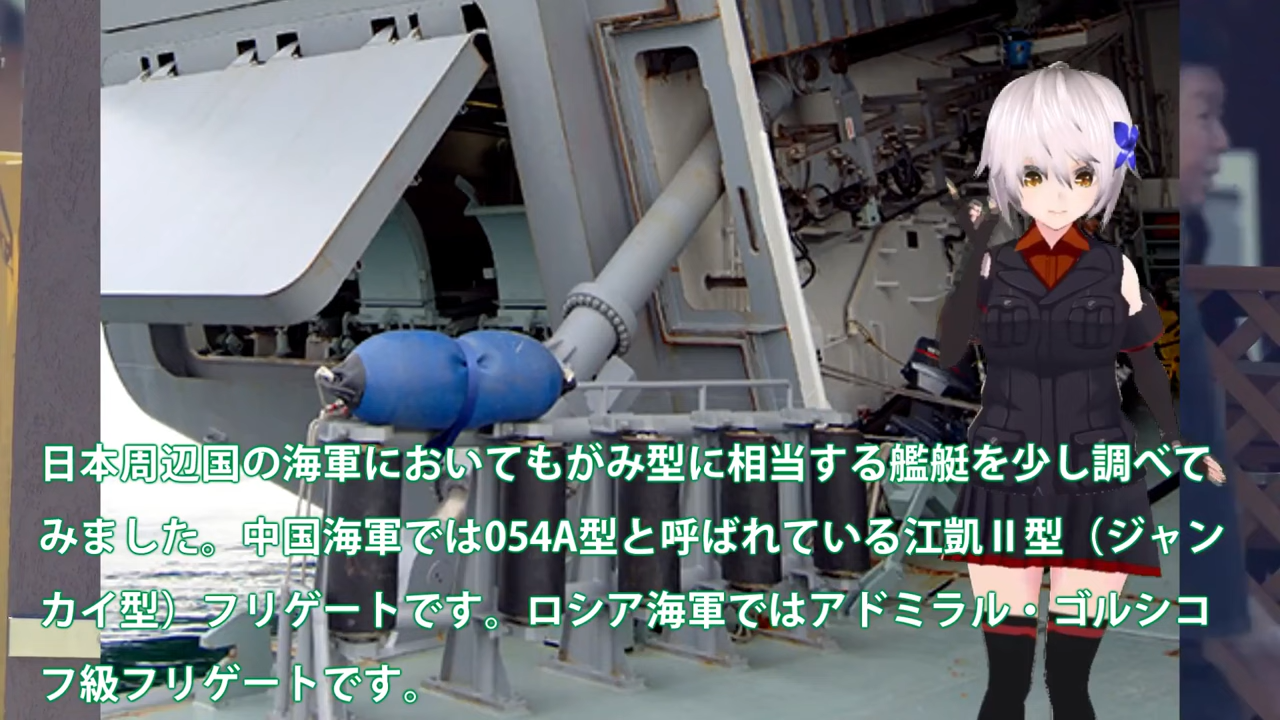 日本周辺国の海軍においてもがみ型に相当する艦艇を少し調べて
みました。中国海軍では054A型と呼ばれている江凱Ⅱ型（ジャン
カイ型）フリゲートです。ロシア海軍ではアドミラル・ゴルシコ
フ級フリゲートです。